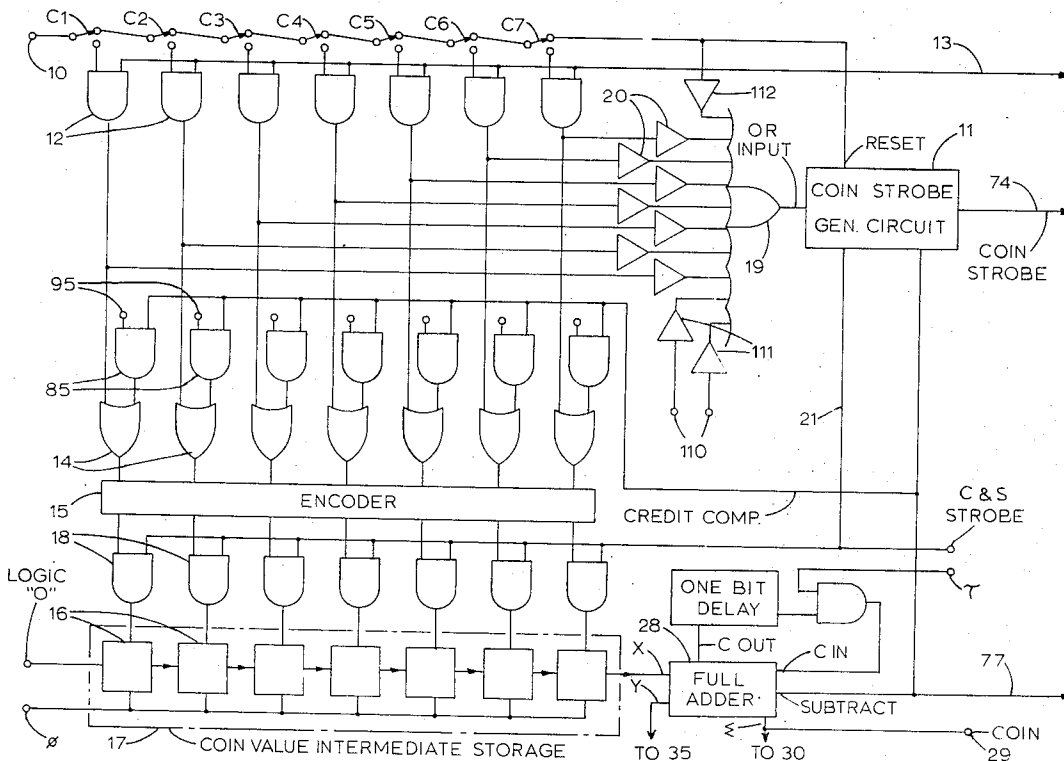 C1 C2 C3 C4 C5 C6 C7
10
13
12
112
20
OR
INPUT
RESET
11
COIN STROBE
GEN. CIRCUIT
74
COIN
STROBE
19
95
85
111
110
21
14
15
ENCODER
CREDIT COMP.
C & S
STROBE
18
LOGIC
"O"
16
ONE BIT
DELAY
τ
28
C OUT
C IN
X
Y
FULL
ADDER
SUBTRACT
77
ø
17
COIN VALUE INTERMEDIATE STORAGE
TO 35
Σ
TO 30
COIN
29